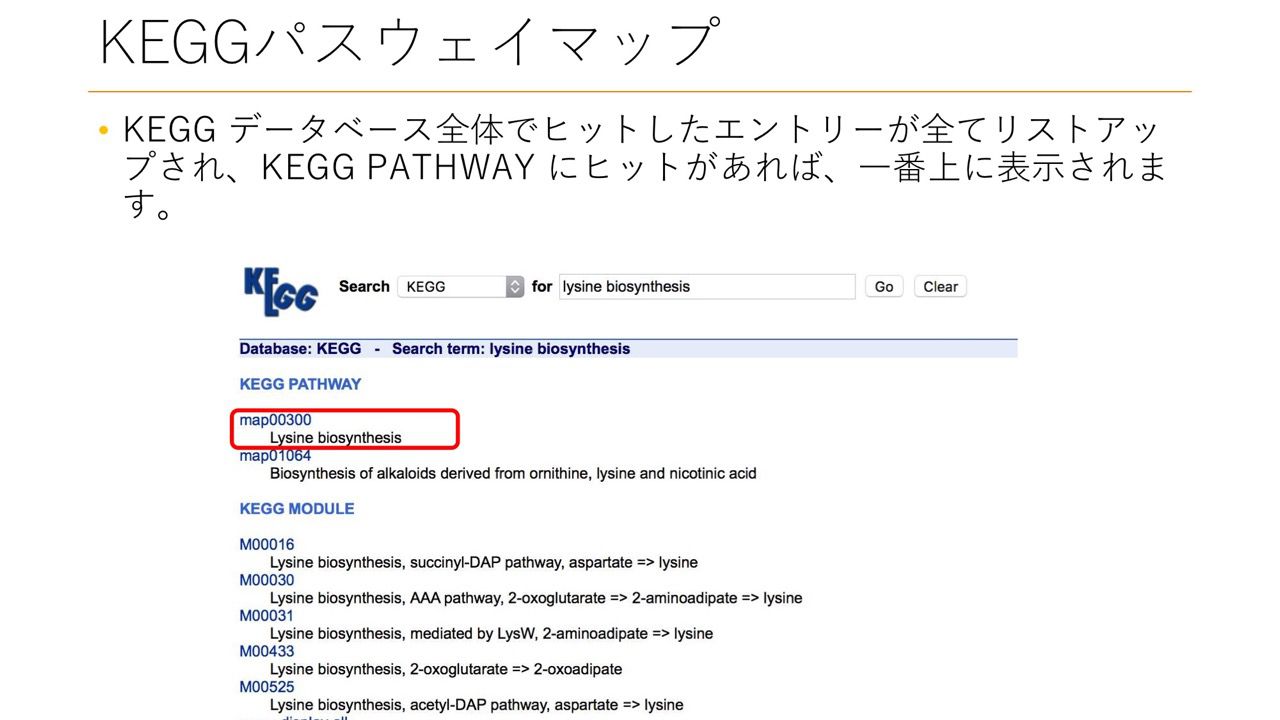 KEGGパスウェイマップ
• KEGG データベース全体でヒットしたエントリーが全てリストアッ
プされ、KEGG PATHWAY にヒットがあれば、一番上に表示されま
す。
KEGG Search KEGG for lysine biosynthesis Go Clear
Database: KEGG - Search term: lysine biosynthesis
KEGG PATHWAY
map00300
Lysine biosynthesis
map01064
Biosynthesis of alkaloids derived from ornithine, lysine and nicotinic acid
KEGG MODULE
M00016
Lysine biosynthesis, succinyl-DAP pathway, aspartate => lysine
M00030
Lysine biosynthesis, AAA pathway, 2-oxoglutarate => 2-aminoadipate => lysine
M00031
Lysine biosynthesis, mediated by LysW, 2-aminoadipate => lysine
M00433
Lysine biosynthesis, 2-oxoglutarate => 2-oxoadipate
M00525
Lysine biosynthesis, acetyl-DAP pathway, aspartate => lysine